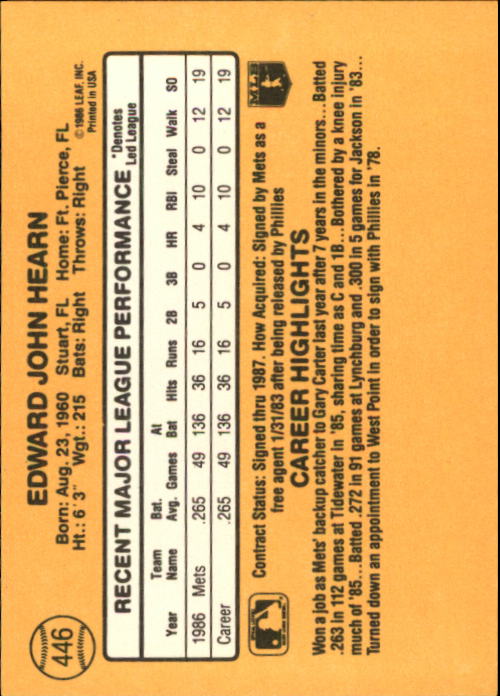 446
EDWARD JOHN HEARN
Born: Aug. 23, 1960 Stuart, FL Home: Ft. Pierce, FL
Ht.: 6'3" Wgt.: 215 Bats: Right Throws: Right
© 1986 LEAF, INC.
Printed in USA
RECENT MAJOR LEAGUE PERFORMANCE *Denotes Led League
Year Team Name Bat. Avg. Games At Bat Hits Runs 2B 3B HR RBI Steal Walk SO
1986 Mets .265 49 136 36 16 5 0 4 10 0 12 19
Career .265 49 136 36 16 5 0 4 10 0 12 19
Contract Status: Signed thru 1987. How Acquired: Signed by Mets as a
free agent 1/31/83 after being released by Phillies
MLB
CAREER HIGHLIGHTS
Won a job as Mets' backup catcher to Gary Carter last year after 7 years in the minors...Batted
.263 in 112 games at Tidewater in '85, sharing time as C and 1B...Bothered by a knee injury
much of '85...Batted .272 in 91 games at Lynchburg and .300 in 5 games for Jackson in '83...
Turned down an appointment to West Point in order to sign with Phillies in '78.